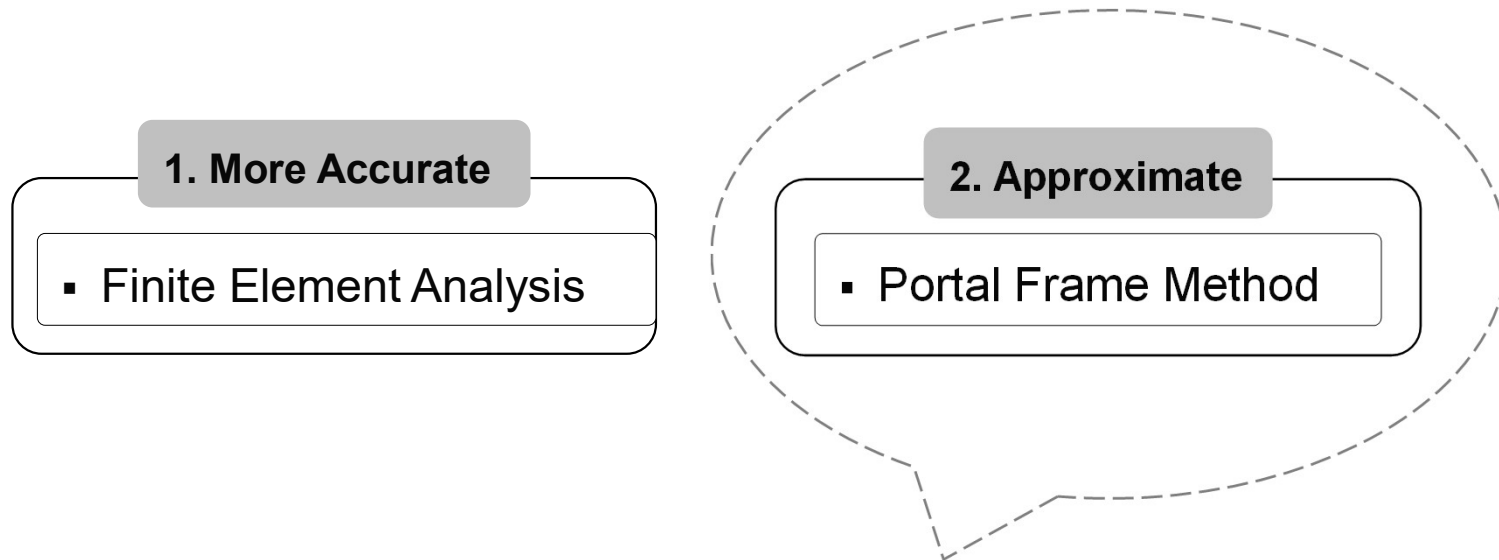 1. More Accurate
▪ Finite Element Analysis
2. Approximate
▪ Portal Frame Method